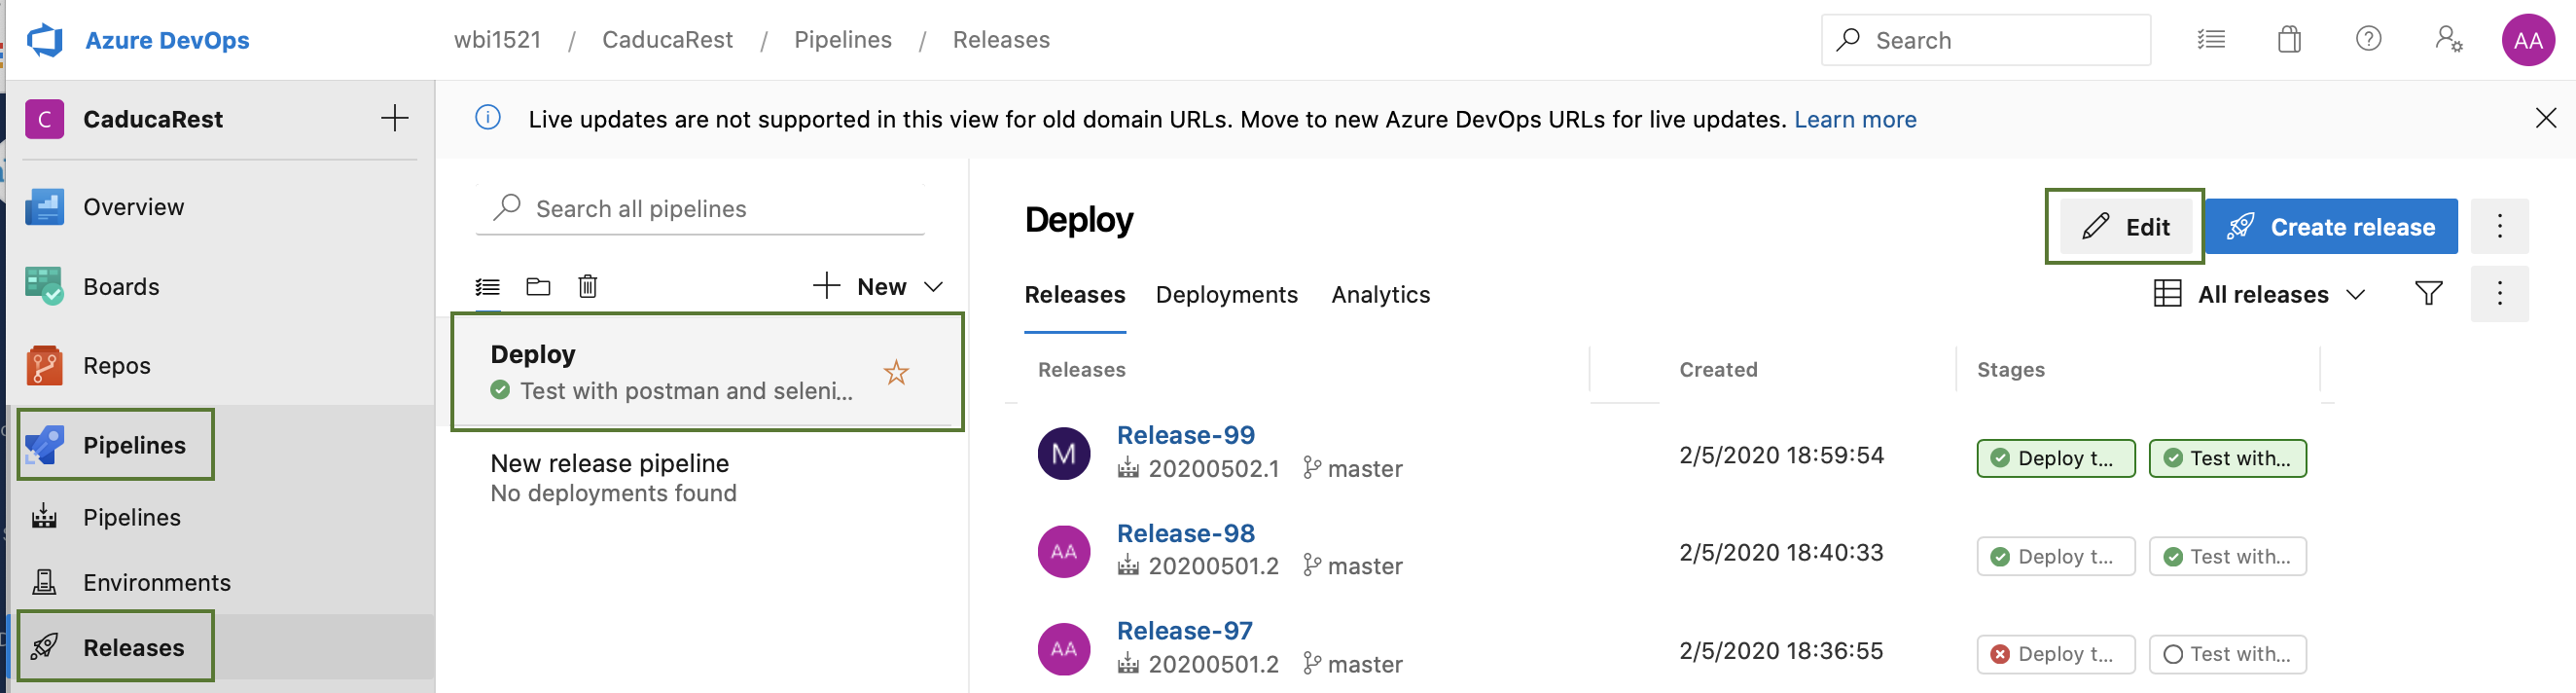 Azure DevOps
wbi1521 / CaducaRest / Pipelines / Releases
Search
AA
C CaducaRest
Live updates are not supported in this view for old domain URLs. Move to new Azure DevOps URLs for live updates. Learn more
Overview
Boards
Repos
Pipelines
Pipelines
Environments
Releases
Search all pipelines
New
Deploy
Test with postman and seleni...
New release pipeline
No deployments found
Deploy
Edit
Create release
Releases Deployments Analytics
All releases
Releases Created Stages
M Release-99
20200502.1 master
2/5/2020 18:59:54
Deploy t... Test with...
AA Release-98
20200501.2 master
2/5/2020 18:40:33
Deploy t... Test with...
AA Release-97
20200501.2 master
2/5/2020 18:36:55
Deploy t... Test with...